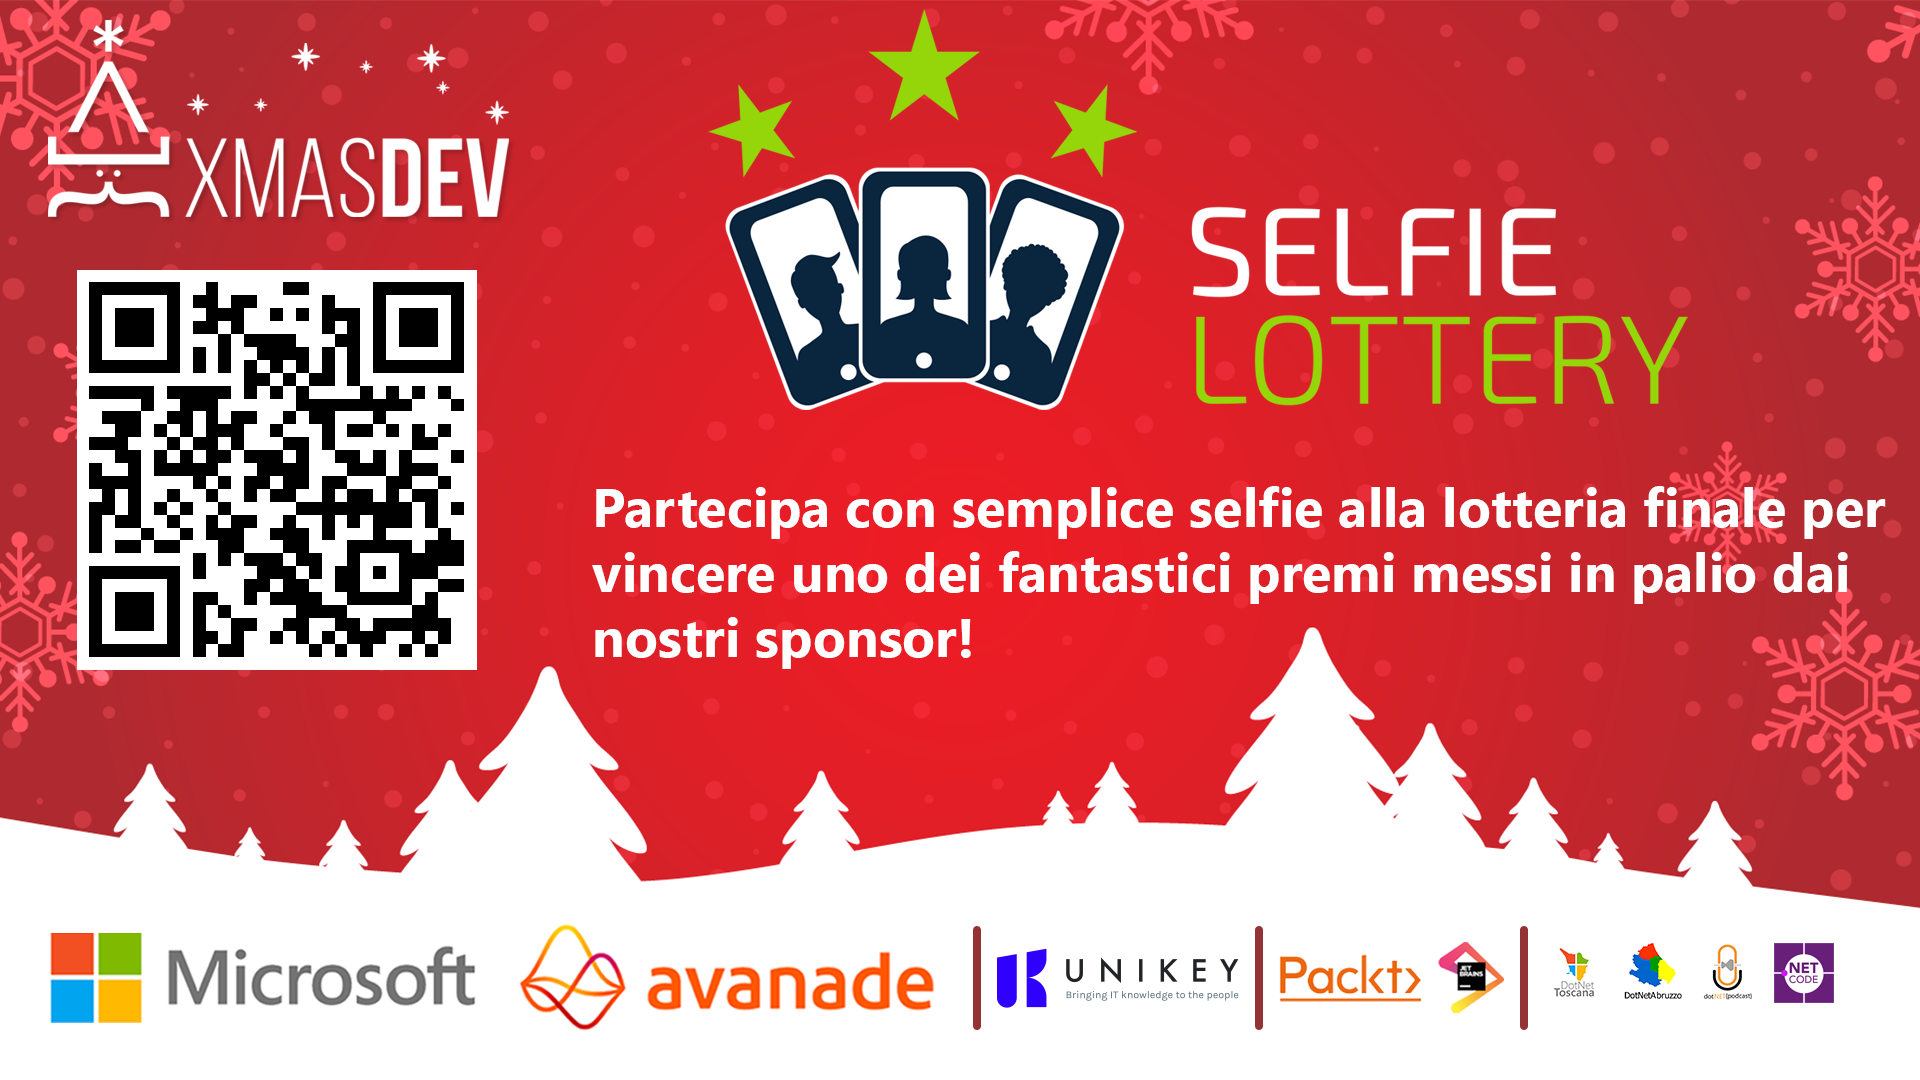 XMASDEV
SELFIE
LOTTERY
Partecipa con semplice selfie alla lotteria finale per
vincere uno dei fantastici premi messi in palio dai
nostri sponsor!
Microsoft
avanade
UNIKEY
Bringing IT knowledge to the people
Packt>
JET
BRAINS
DotNet
Toscana
DotNetAbruzzo
dotNET{podcast}
.NET
CODE